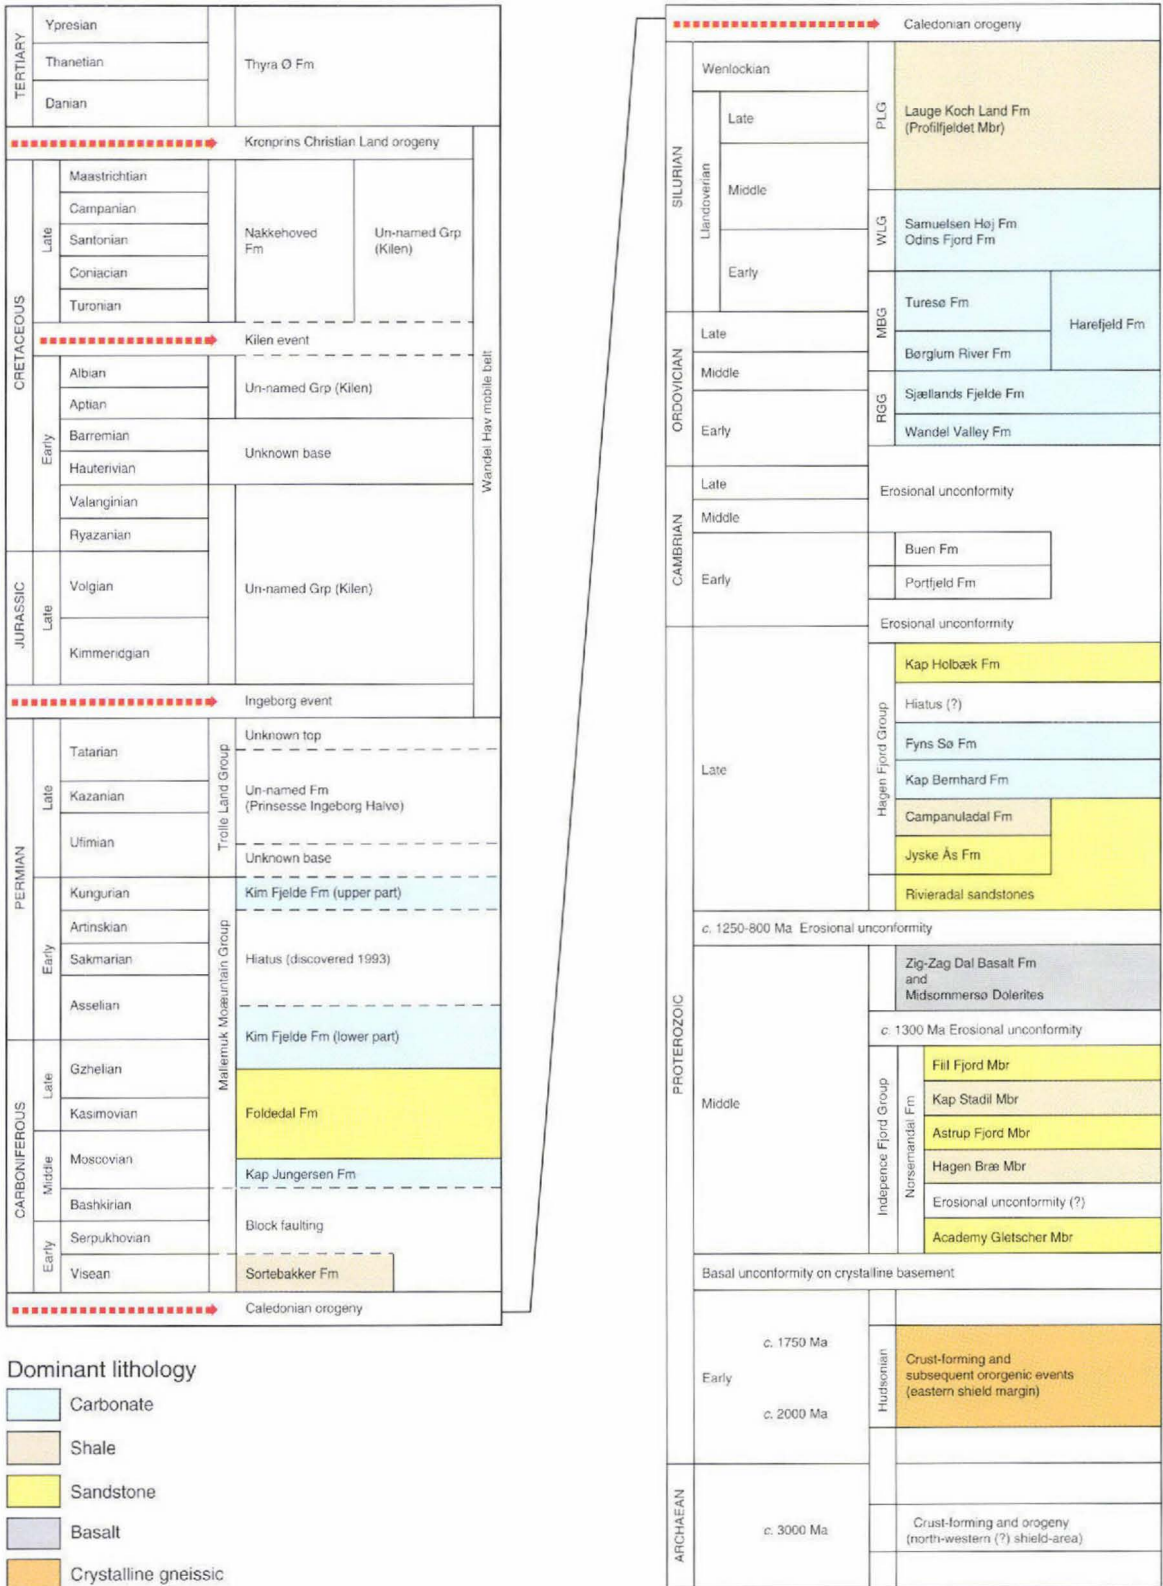 TERTIARY
Ypresian
Thanetian
Danian
Thyra Ø Fm
Kronprins Christian Land orogeny
CRETACEOUS
Late
Maastrichtian
Campanian
Santonian
Coniacian
Turonian
Nakkehoved
Fm
Un-named Grp
(Kilen)
Kilen event
Early
Albian
Aptian
Barremian
Hauterivian
Valanginian
Ryazanian
Un-named Grp (Kilen)
Unknown base
Wandel Hav mobile belt
JURASSIC
Late
Volgian
Kimmeridgian
Un-named Grp (Kilen)
Ingeborg event
PERMIAN
Late
Tatarian
Kazanian
Ufimian
Trolle Land Group
Unknown top
Un-named Fm
(Prinsesse Ingeborg Halvø)
Unknown base
Early
Kungurian
Artinskian
Sakmarian
Asselian
Mallemuk Moæuntain Group
Kim Fjelde Fm (upper part)
Hiatus (discovered 1993)
Kim Fjelde Fm (lower part)
CARBONIFEROUS
Late
Gzhelian
Kasimovian
Foldedal Fm
Middle
Moscovian
Bashkirian
Kap Jungersen Fm
Block faulting
Early
Serpukhovian
Visean
Sortebakker Fm
Caledonian orogeny
Dominant lithology
Carbonate
Shale
Sandstone
Basalt
Crystalline gneissic
Caledonian orogeny
SILURIAN
Wenlockian
Llandoverian
Late
Middle
Early
PLG
Lauge Koch Land Fm
(Profilfjeldet Mbr)
WLG
Samuelsen Høj Fm
Odins Fjord Fm
MBG
Turesø Fm
Børglum River Fm
Harefjeld Fm
ORDOVICIAN
Late
Middle
Early
RGG
Sjællands Fjelde Fm
Wandel Valley Fm
CAMBRIAN
Late
Middle
Early
Erosional unconformity
Buen Fm
Portfjeld Fm
Erosional unconformity
PROTEROZOIC
Late
Hagen Fjord Group
Kap Holbæk Fm
Hiatus (?)
Fyns Sø Fm
Kap Bernhard Fm
Campanuladal Fm
Jyske Ås Fm
Rivieradal sandstones
c. 1250-800 Ma Erosional unconformity
Middle
Zig-Zag Dal Basalt Fm
and
Midsommersø Dolerites
c. 1300 Ma Erosional unconformity
Indepence Fjord Group
Norsemandal Fm
Fiil Fjord Mbr
Kap Stadil Mbr
Astrup Fjord Mbr
Hagen Bræ Mbr
Erosional unconformity (?)
Academy Gletscher Mbr
Basal unconformity on crystalline basement
Early
c. 1750 Ma
c. 2000 Ma
Hudsonian
Crust-forming and
subsequent ororgenic events
(eastern shield margin)
ARCHAEAN
c. 3000 Ma
Crust-forming and orogeny
(north-western (?) shield-area)